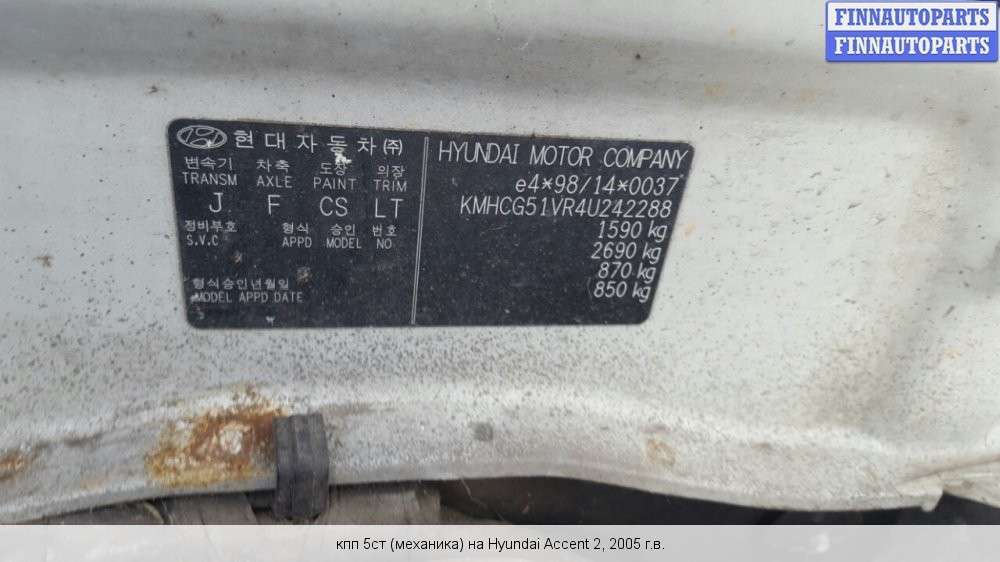 FINNAUTOPARTS
FINNAUTOPARTS
현대자동차㈜
변속기 차축 도장 의장
TRANSM AXLE PAINT TRIM
J F CS LT
정비부호 형식 승인 번호
S.V.C APPD MODEL NO
형식승인년월일
MODEL APPD DATE
HYUNDAI MOTOR COMPANY
e4*98/14*0037
KMHCG51VR4U242288
1590 kg
2690 kg
870 kg
850 kg
кпп 5ст (механика) на Hyundai Accent 2, 2005 г.в.